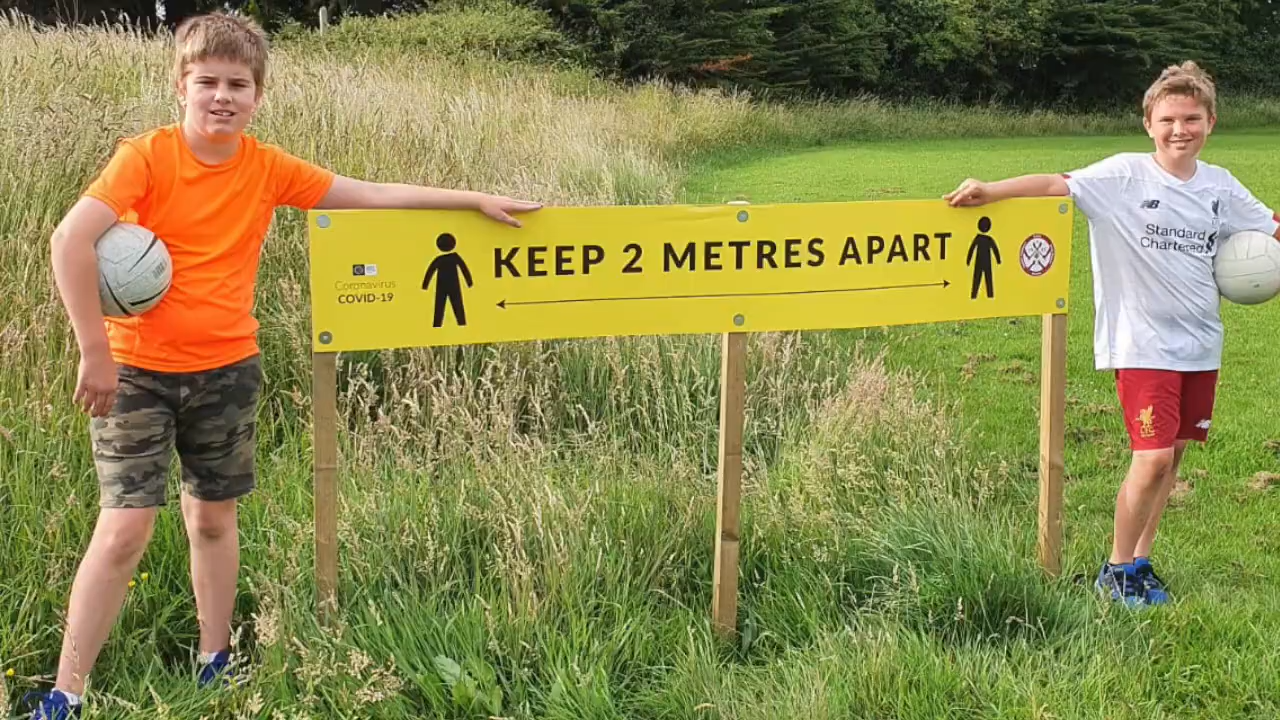 KEEP 2 METRES APART
Coronavirus
COVID-19
Standard
Chartered